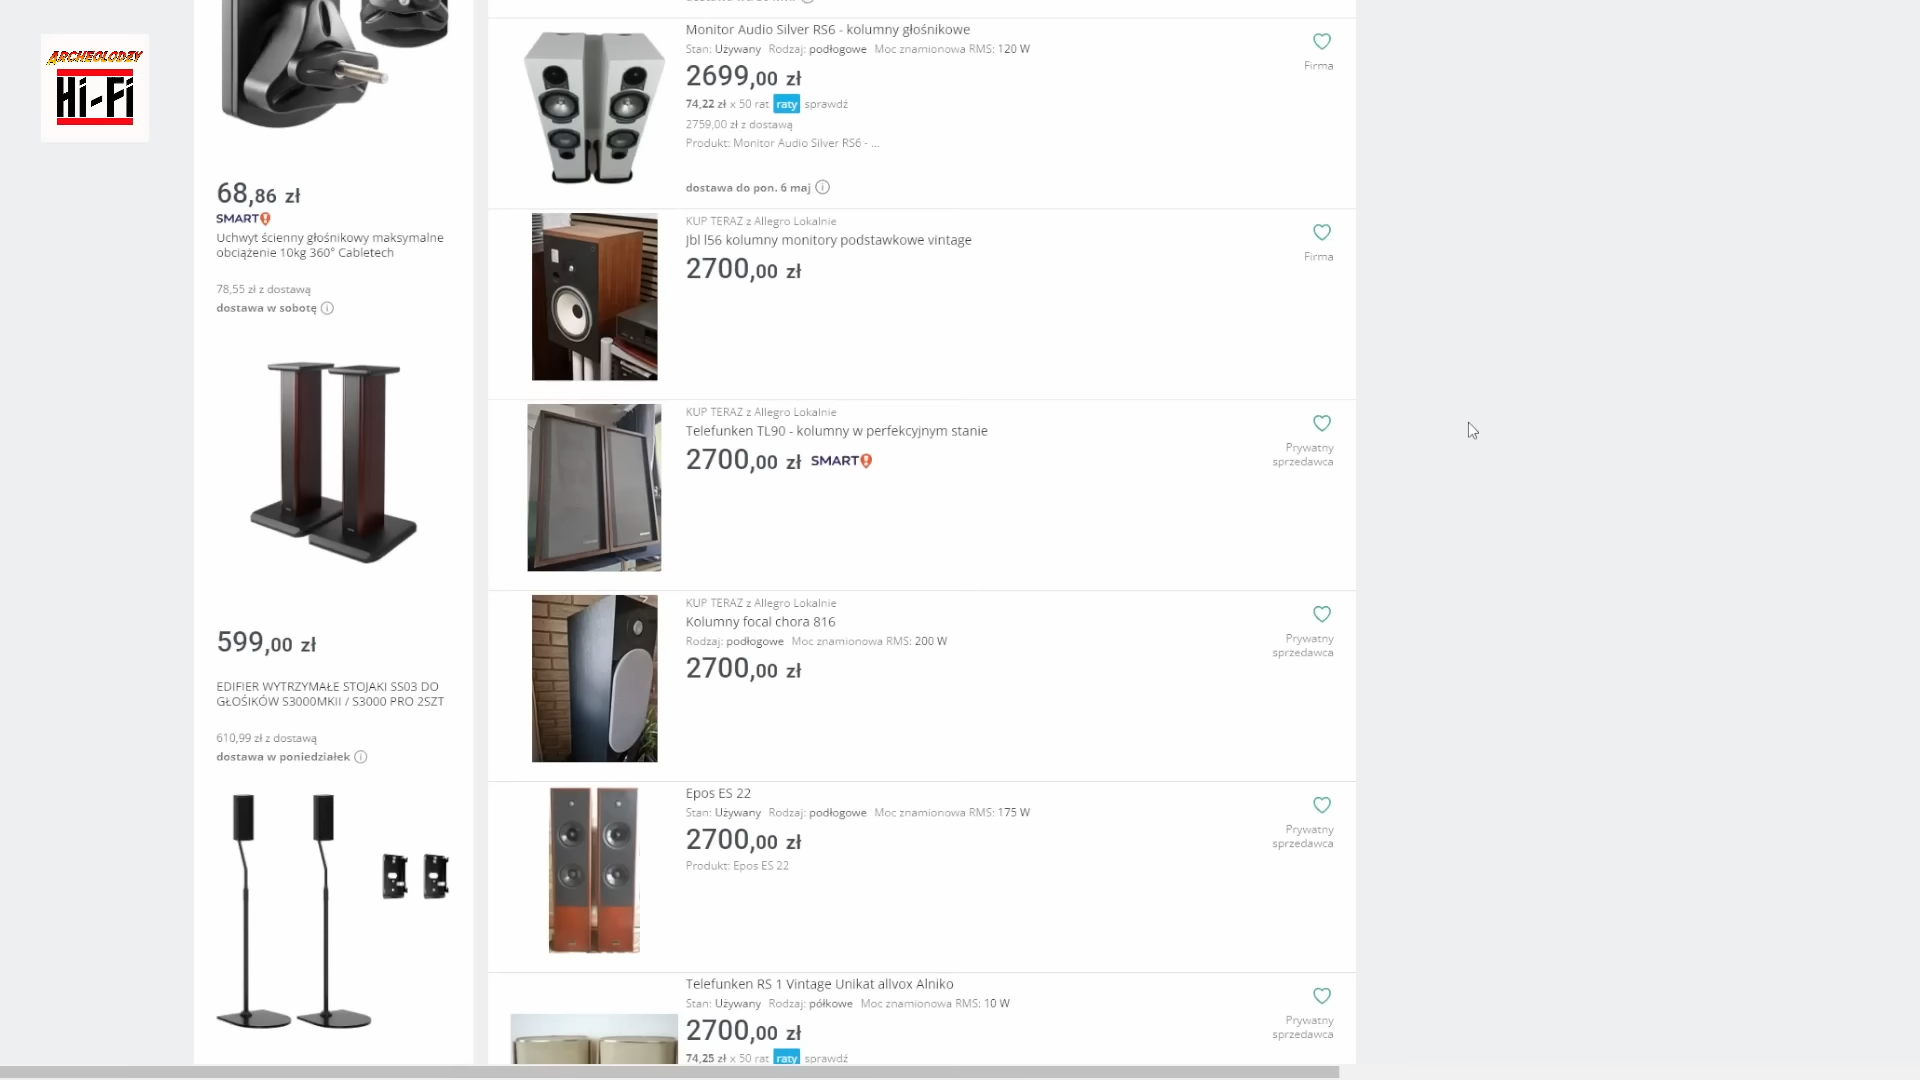 ARCHEOLODZY
Hi-Fi
68,86 zł
SMART!
Uchwyt ścienny głośnikowy maksymalne
obciążenie 10kg 360° Cabletech
78,55 zł z dostawą
dostawa w sobotę
599,00 zł
EDIFIER WYTRZYMAŁE STOJAKI SS03 DO
GŁOŚIKÓW S3000MKII / S3000 PRO 2SZT
610,99 zł z dostawą
dostawa w poniedziałek
Monitor Audio Silver RS6 - kolumny głośnikowe
Stan: Używany Rodzaj: podłogowe Moc znamionowa RMS: 120 W
2699,00 zł
74,22 zł x 50 rat raty sprawdź
2759,00 zł z dostawą
Produkt: Monitor Audio Silver RS6 - ...
dostawa do pon. 6 maj
Firma
KUP TERAZ z Allegro Lokalnie
Jbl l56 kolumny monitory podstawkowe vintage
2700,00 zł
Firma
KUP TERAZ z Allegro Lokalnie
Telefunken TL90 - kolumny w perfekcyjnym stanie
2700,00 zł SMART!
Prywatny
sprzedawca
KUP TERAZ z Allegro Lokalnie
Kolumny focal chora 816
Rodzaj: podłogowe Moc znamionowa RMS: 200 W
2700,00 zł
Prywatny
sprzedawca
Epos ES 22
Stan: Używany Rodzaj: podłogowe Moc znamionowa RMS: 175 W
2700,00 zł
Produkt: Epos ES 22
Prywatny
sprzedawca
Telefunken RS 1 Vintage Unikat allvox Alniko
Stan: Używany Rodzaj: półkowe Moc znamionowa RMS: 10 W
2700,00 zł
74,25 zł x 50 rat raty sprawdź
Prywatny
sprzedawca